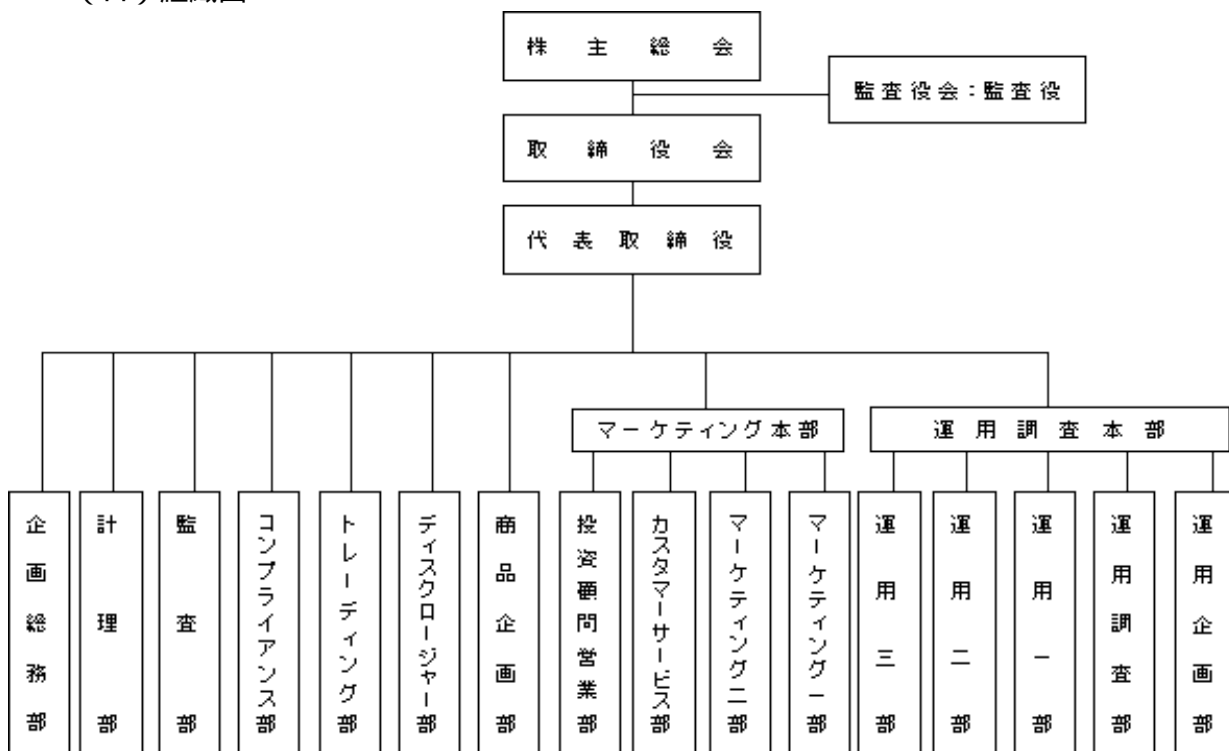 株主総会
監査役会：監査役
取締役会
代表取締役
マーケティング本部
運用調査本部
企画総務部
計理部
監査部
コンプライアンス部
トレーディング部
ディスクロージャー部
商品企画部
投資顧問営業部
カスタマーサービス部
マーケティング二部
マーケティング一部
運用三部
運用二部
運用一部
運用調査部
運用企画部